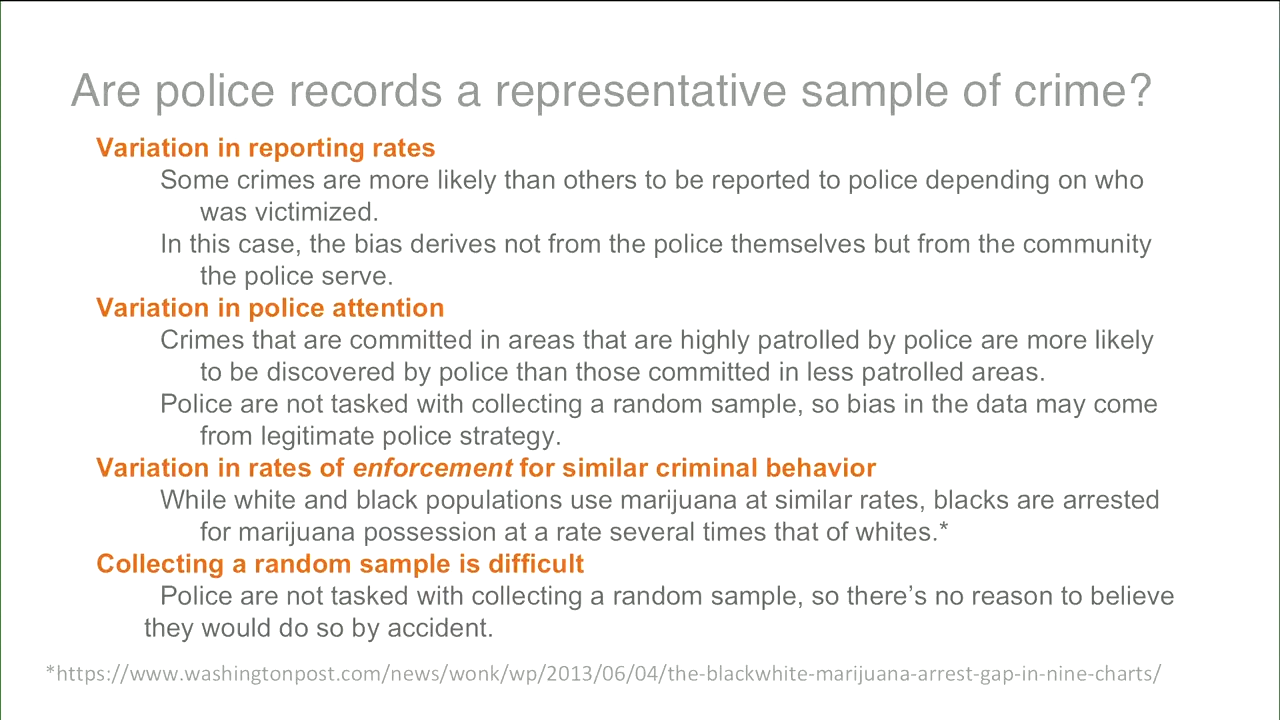 Are police records a representative sample of crime?
Variation in reporting rates
Some crimes are more likely than others to be reported to police depending on who
was victimized.
In this case, the bias derives not from the police themselves but from the community
the police serve.
Variation in police attention
Crimes that are committed in areas that are highly patrolled by police are more likely
to be discovered by police than those committed in less patrolled areas.
Police are not tasked with collecting a random sample, so bias in the data may come
from legitimate police strategy.
Variation in rates of enforcement for similar criminal behavior
While white and black populations use marijuana at similar rates, blacks are arrested
for marijuana possession at a rate several times that of whites.*
Collecting a random sample is difficult
Police are not tasked with collecting a random sample, so there’s no reason to believe
they would do so by accident.
*https://www.washingtonpost.com/news/wonk/wp/2013/06/04/the-blackwhite-marijuana-arrest-gap-in-nine-charts/